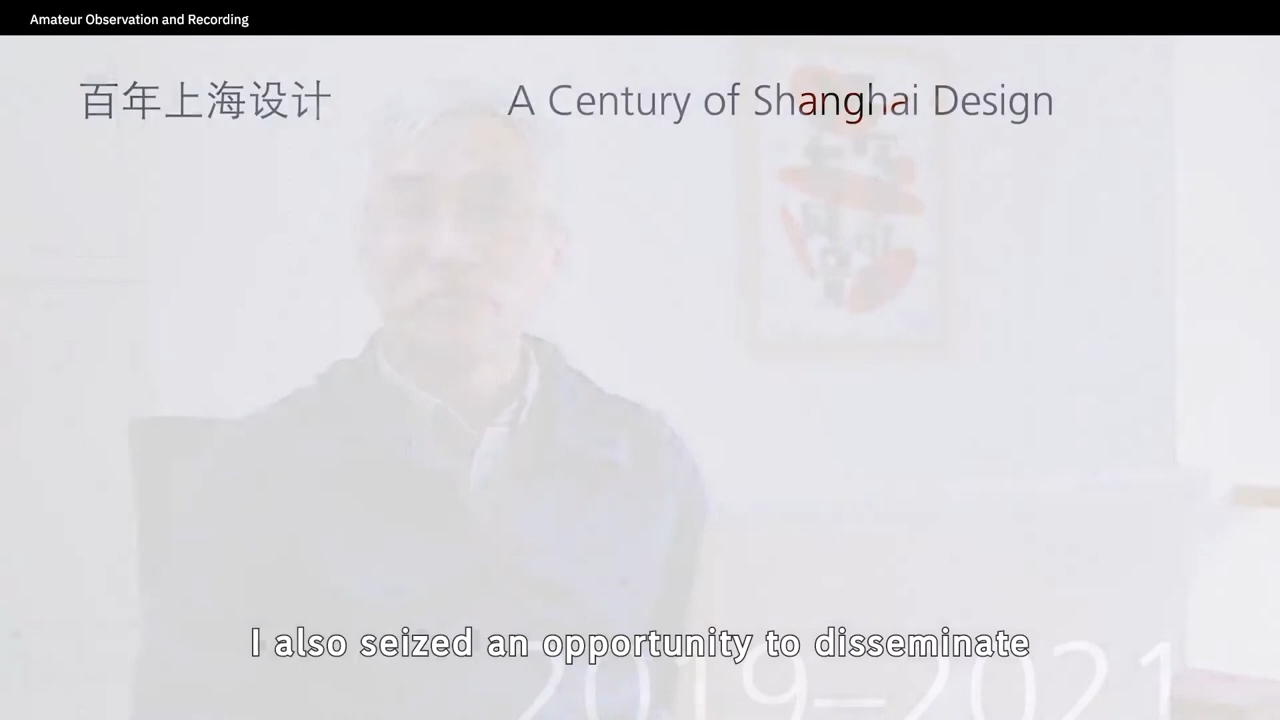 Amateur Observation and Recording
百年上海设计 A Century of Shanghai Design
I also seized an opportunity to disseminate
2019–2021